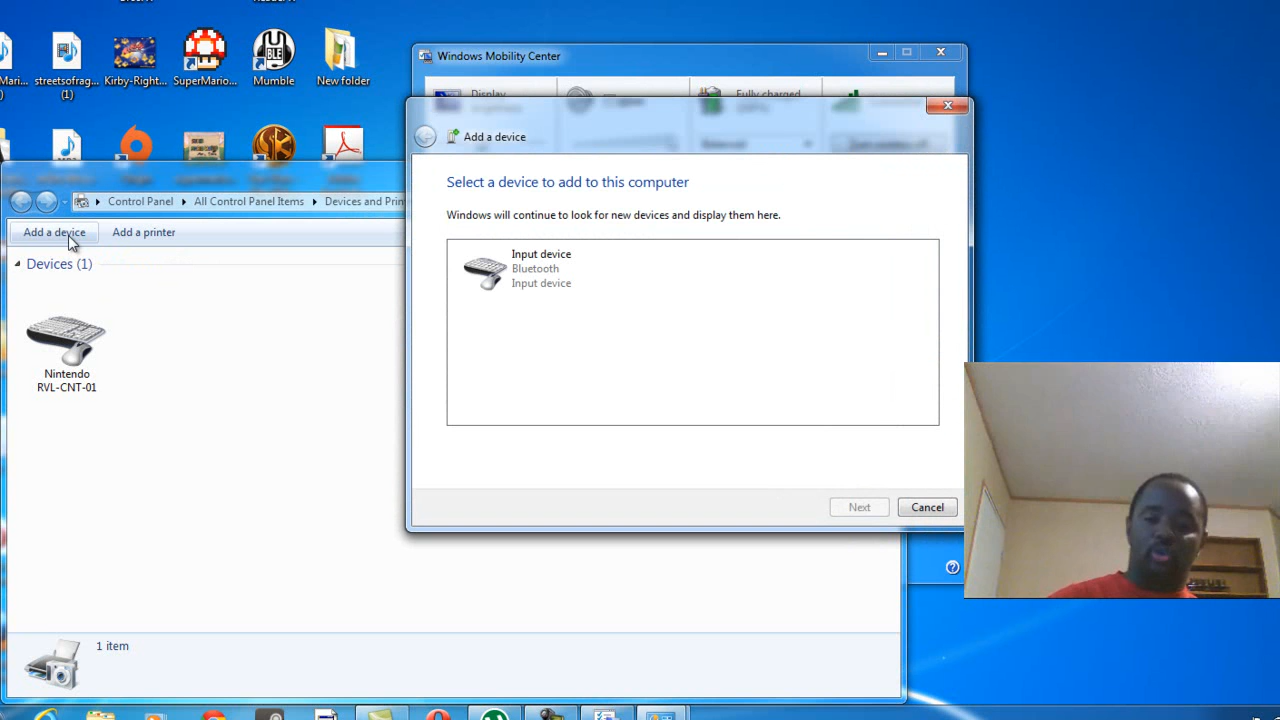 streetsofrag...
(1)
Kirby-Right...
SuperMario...
Mumble
New folder
Windows Mobility Center
Display
Fully charged
Add a device
Select a device to add to this computer
Windows will continue to look for new devices and display them here.
Input device
Bluetooth
Input device
Next
Cancel
Control Panel
All Control Panel Items
Devices and Prin
Add a device
Add a printer
Devices (1)
Nintendo
RVL-CNT-01
1 item